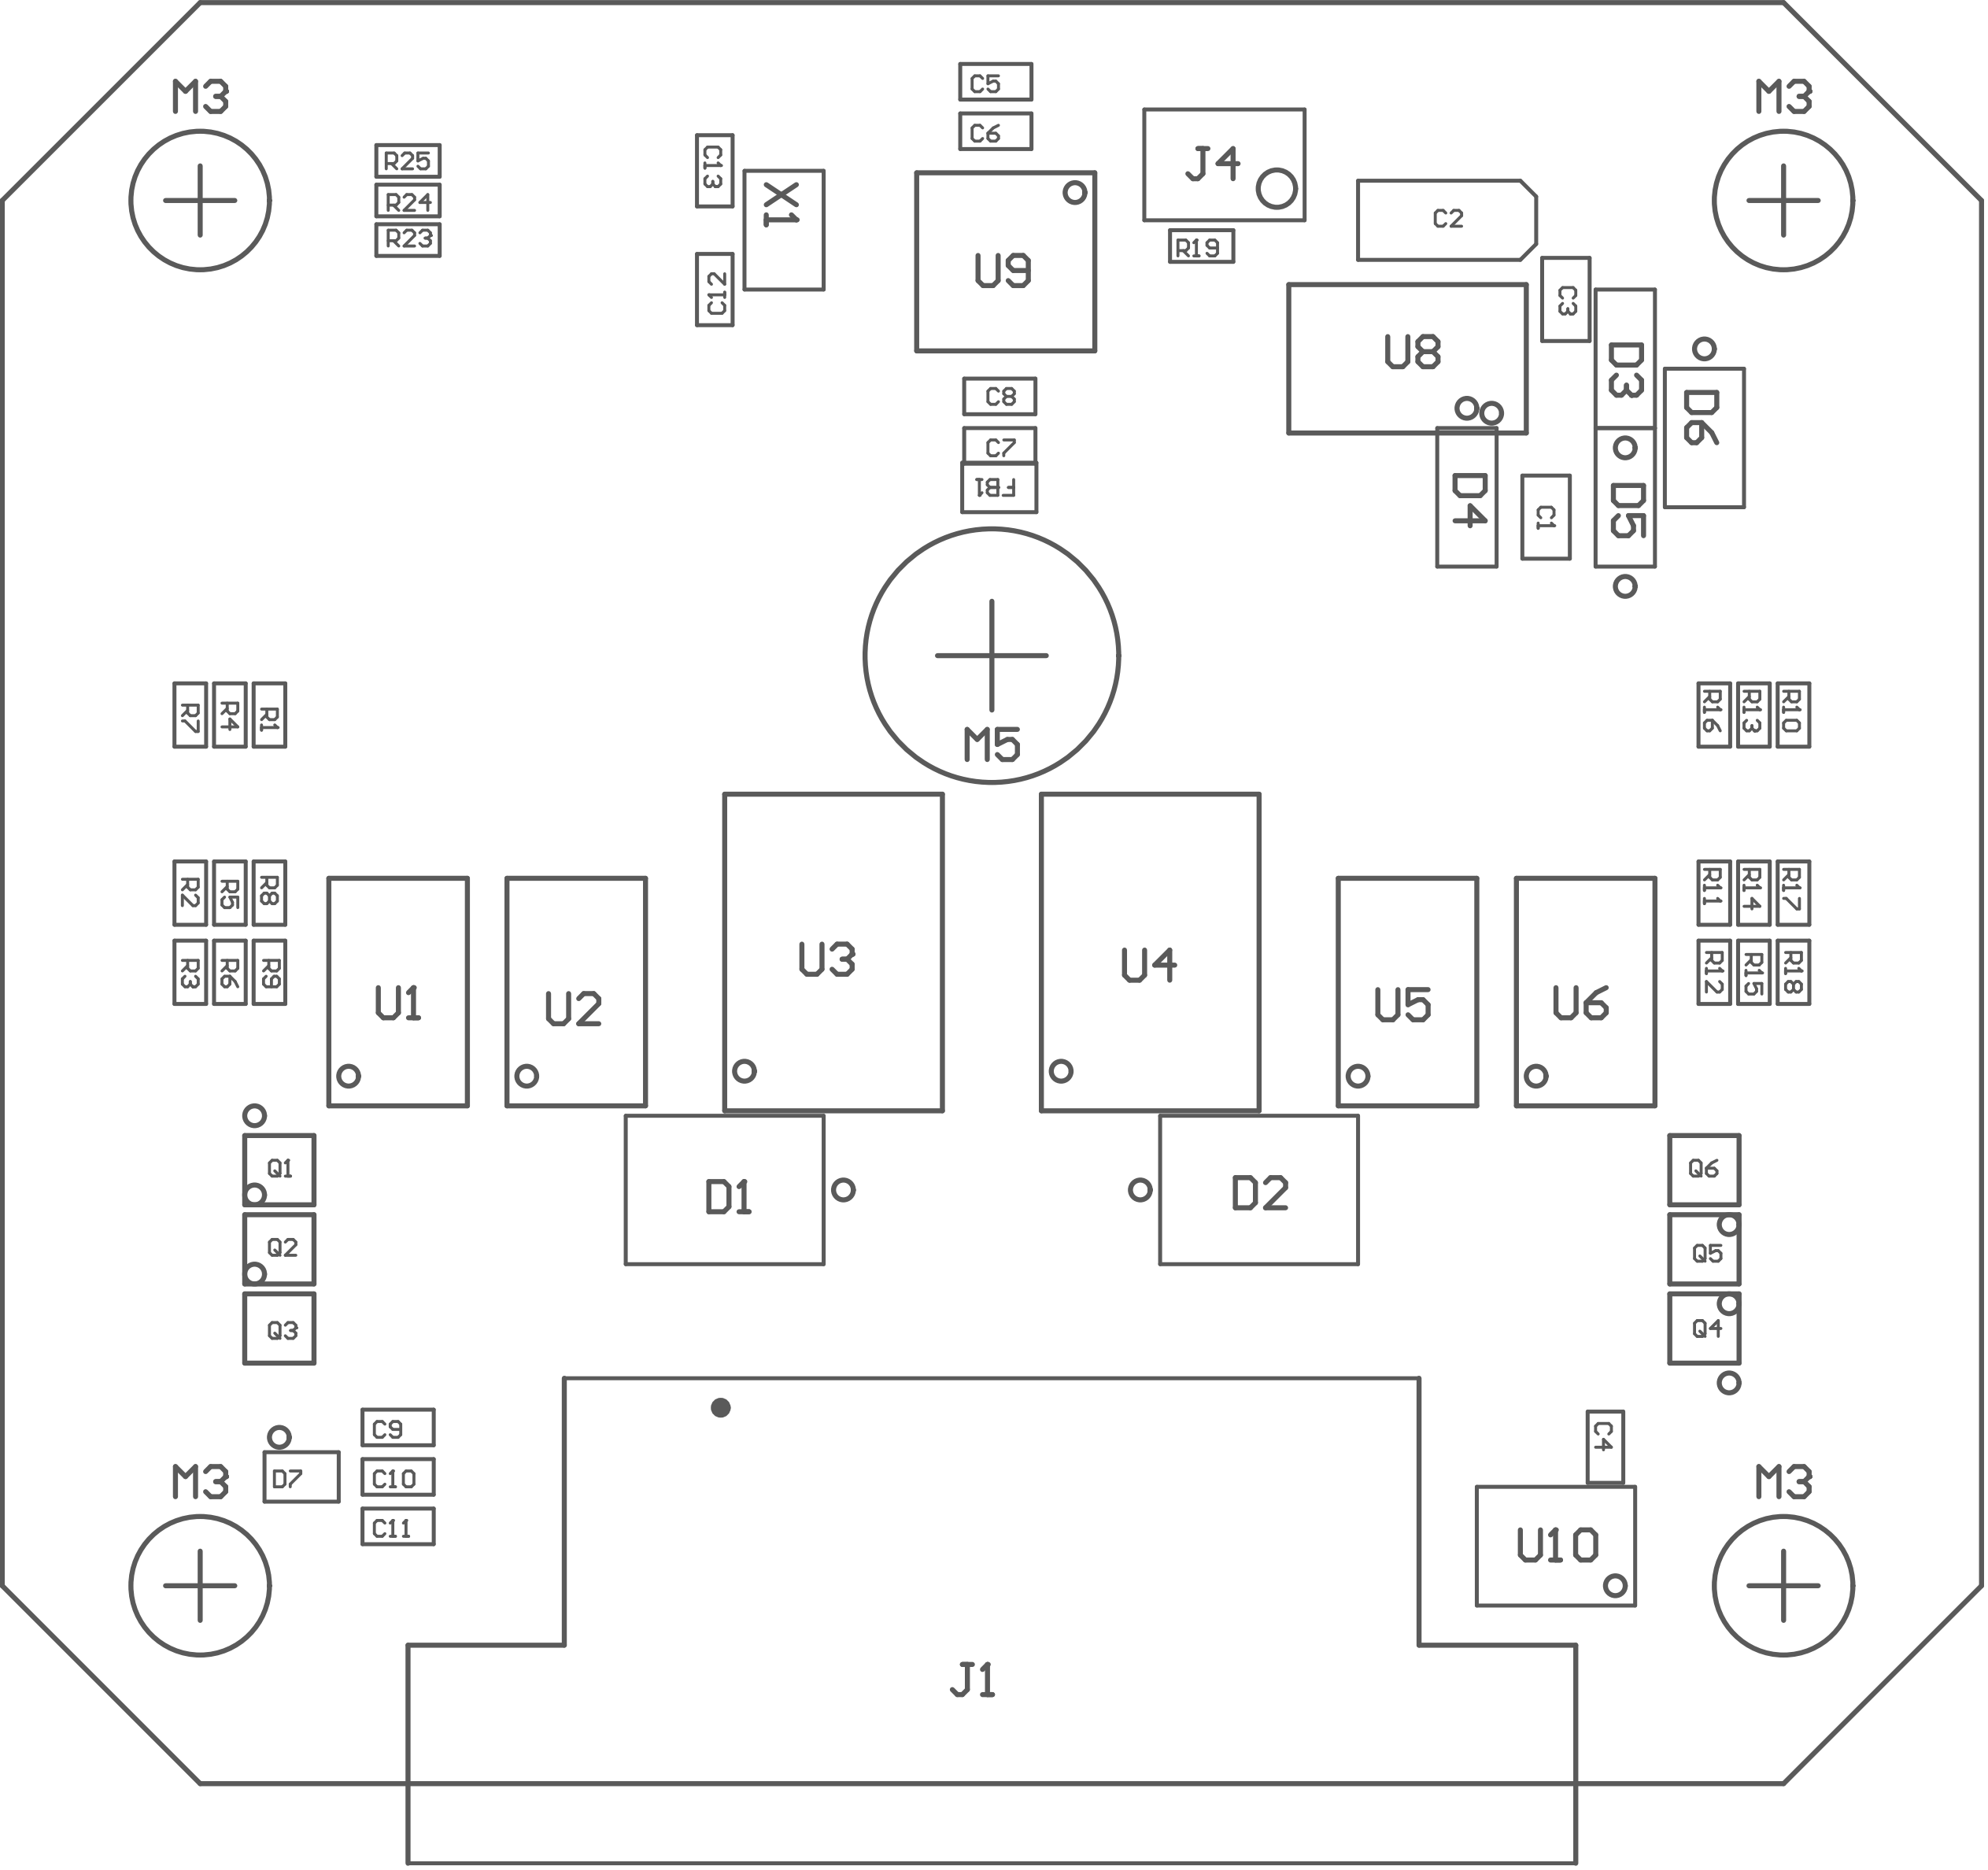 M3
M3
C5
C6
C13
R25
R24
R23
X1
J4
C2
R19
U9
C12
C3
U8
D3
C8
D6
C7
FB1
D4
D5
C1
R7
R4
R1
M5
R16
R13
R10
R2
R5
R8
R11
R14
R17
R3
R6
R9
U1
U2
U3
U4
U5
U6
R12
R15
R18
Q1
D1
D2
Q6
Q2
Q5
Q3
Q4
C9
C4
M3
D7
C10
M3
C11
U10
J1